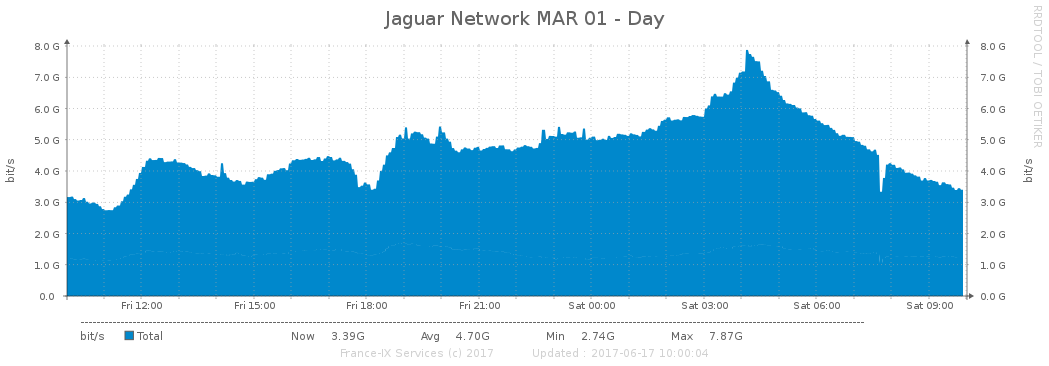 Jaguar Network MAR 01 - Day
RRDTOOL / TOBI OETIKER
bit/s
8.0 G
7.0 G
6.0 G
5.0 G
4.0 G
3.0 G
2.0 G
1.0 G
0.0
8.0 G
7.0 G
6.0 G
5.0 G
4.0 G
3.0 G
2.0 G
1.0 G
0.0 G
bit/s
Fri 12:00 Fri 15:00 Fri 18:00 Fri 21:00 Sat 00:00 Sat 03:00 Sat 06:00 Sat 09:00
bit/s Total Now 3.39G Avg 4.70G Min 2.74G Max 7.87G
France-IX Services (c) 2017 Updated : 2017-06-17 10:00:04